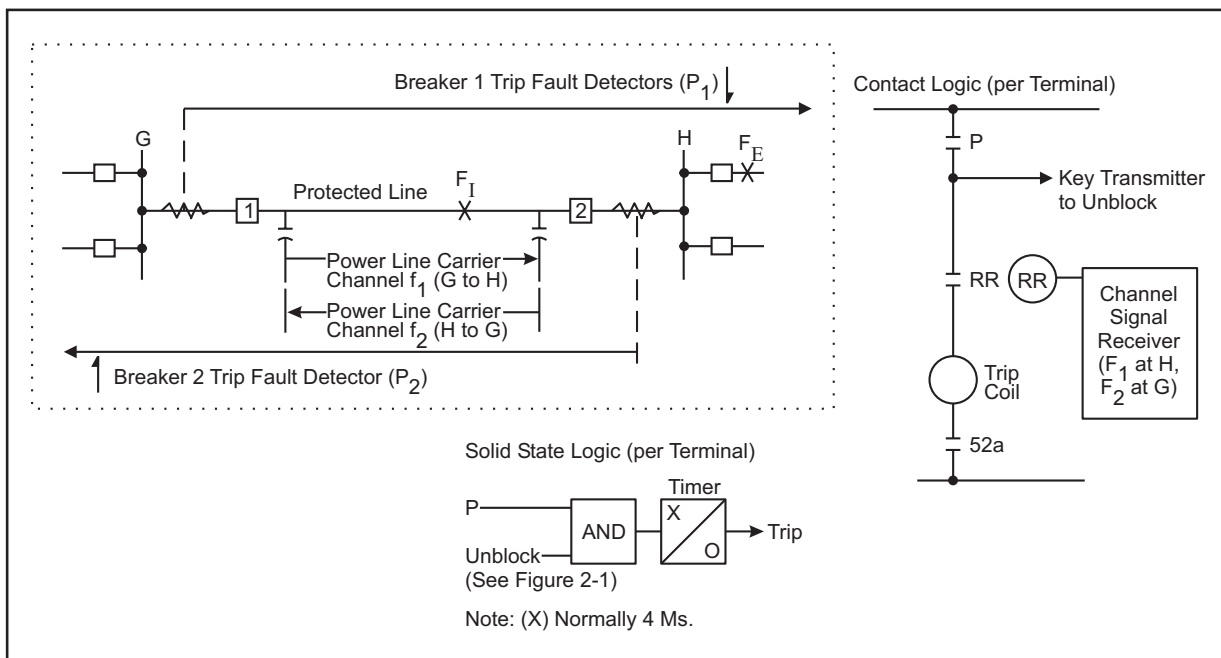 Breaker 1 Trip Fault Detectors (P1)
G
H
FE
1
Protected Line
FI
2
Power Line Carrier
Channel f1 (G to H)
Power Line Carrier
Channel f2 (H to G)
Breaker 2 Trip Fault Detector (P2)
Contact Logic (per Terminal)
P
Key Transmitter
to Unblock
RR
RR
Channel
Signal
Receiver
(F1 at H,
F2 at G)
Trip
Coil
52a
Solid State Logic (per Terminal)
Timer
P
X
AND
Trip
O
Unblock
(See Figure 2-1)
Note: (X) Normally 4 Ms.